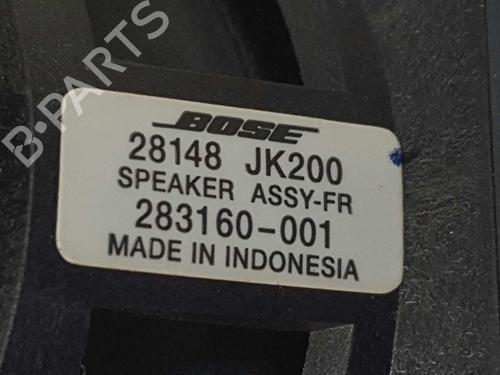 B-PARTS
BOSE
28148 JK200
SPEAKER ASSY-FR
283160-001
MADE IN INDONESIA